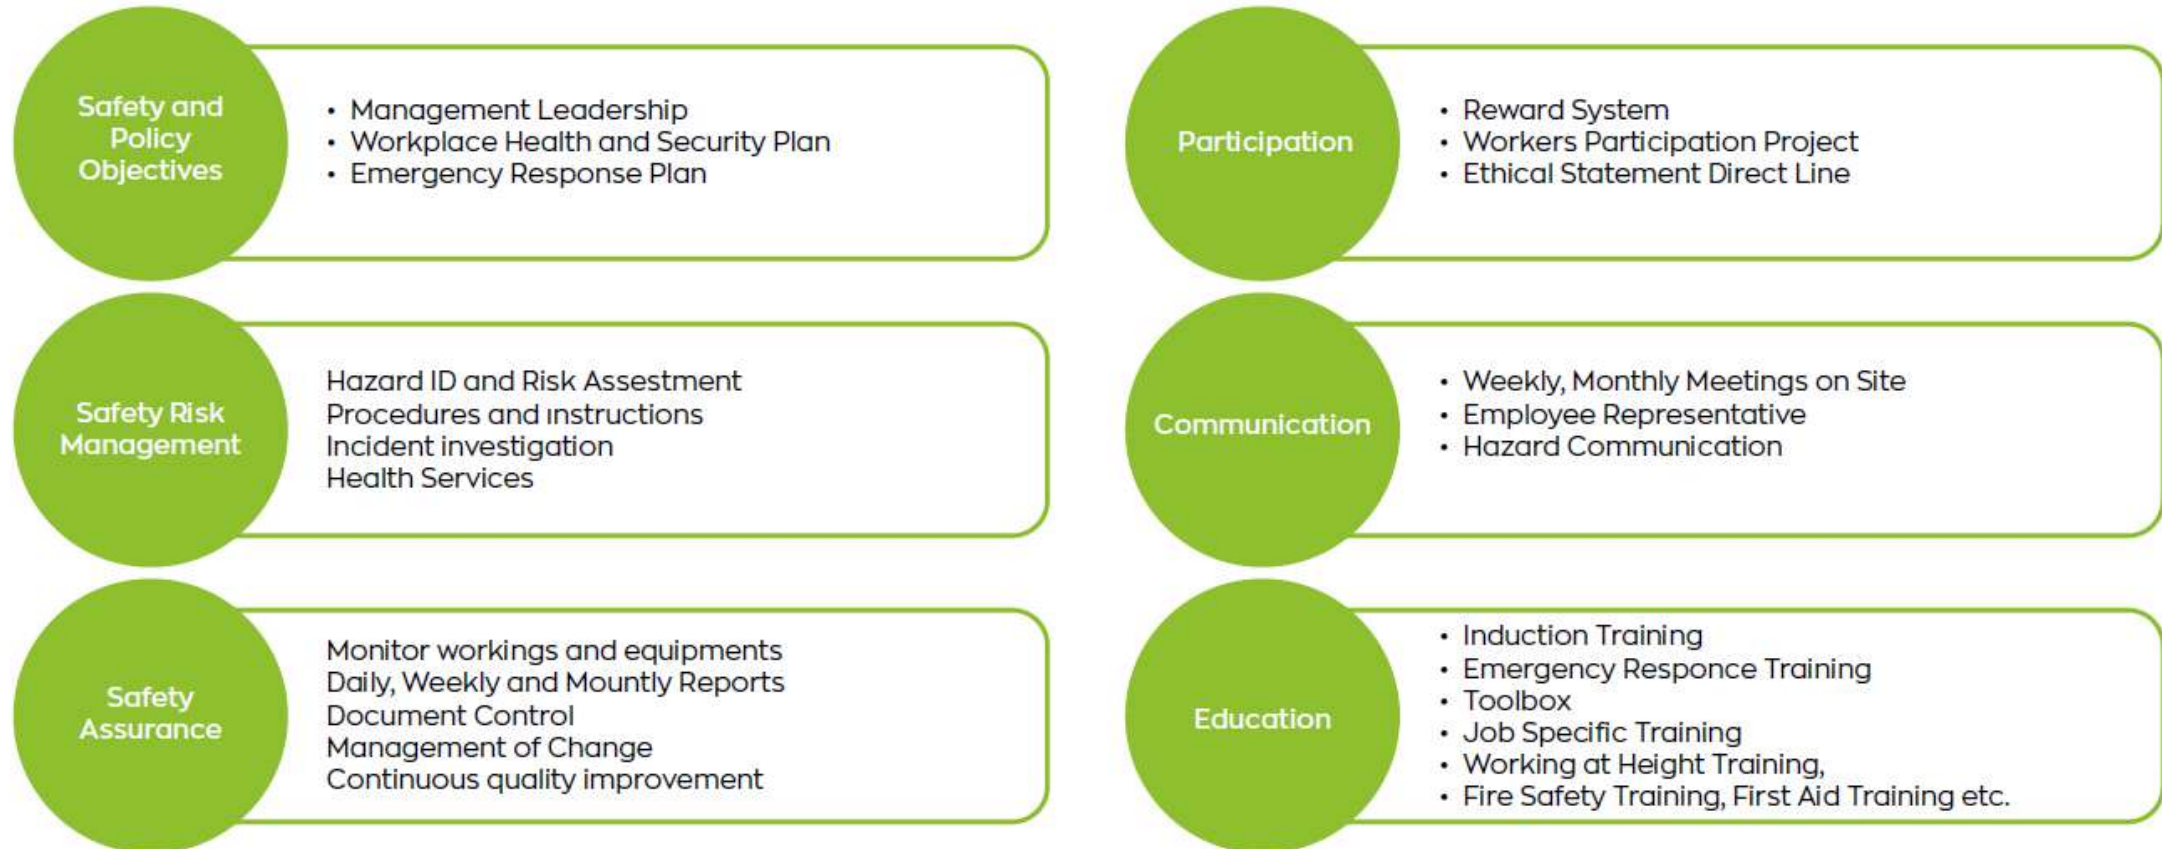 Safety and
Policy
Objectives
• Management Leadership
• Workplace Health and Security Plan
• Emergency Response Plan
Participation
• Reward System
• Workers Participation Project
• Ethical Statement Direct Line
Safety Risk
Management
Hazard ID and Risk Assestment
Procedures and ınstructions
Incident investigation
Health Services
Communication
• Weekly, Monthly Meetings on Site
• Employee Representative
• Hazard Communication
Safety
Assurance
Monitor workings and equipments
Daily, Weekly and Mountly Reports
Document Control
Management of Change
Continuous quality improvement
Education
• Induction Training
• Emergency Responce Training
• Toolbox
• Job Specific Training
• Working at Height Training,
• Fire Safety Training, First Aid Training etc.